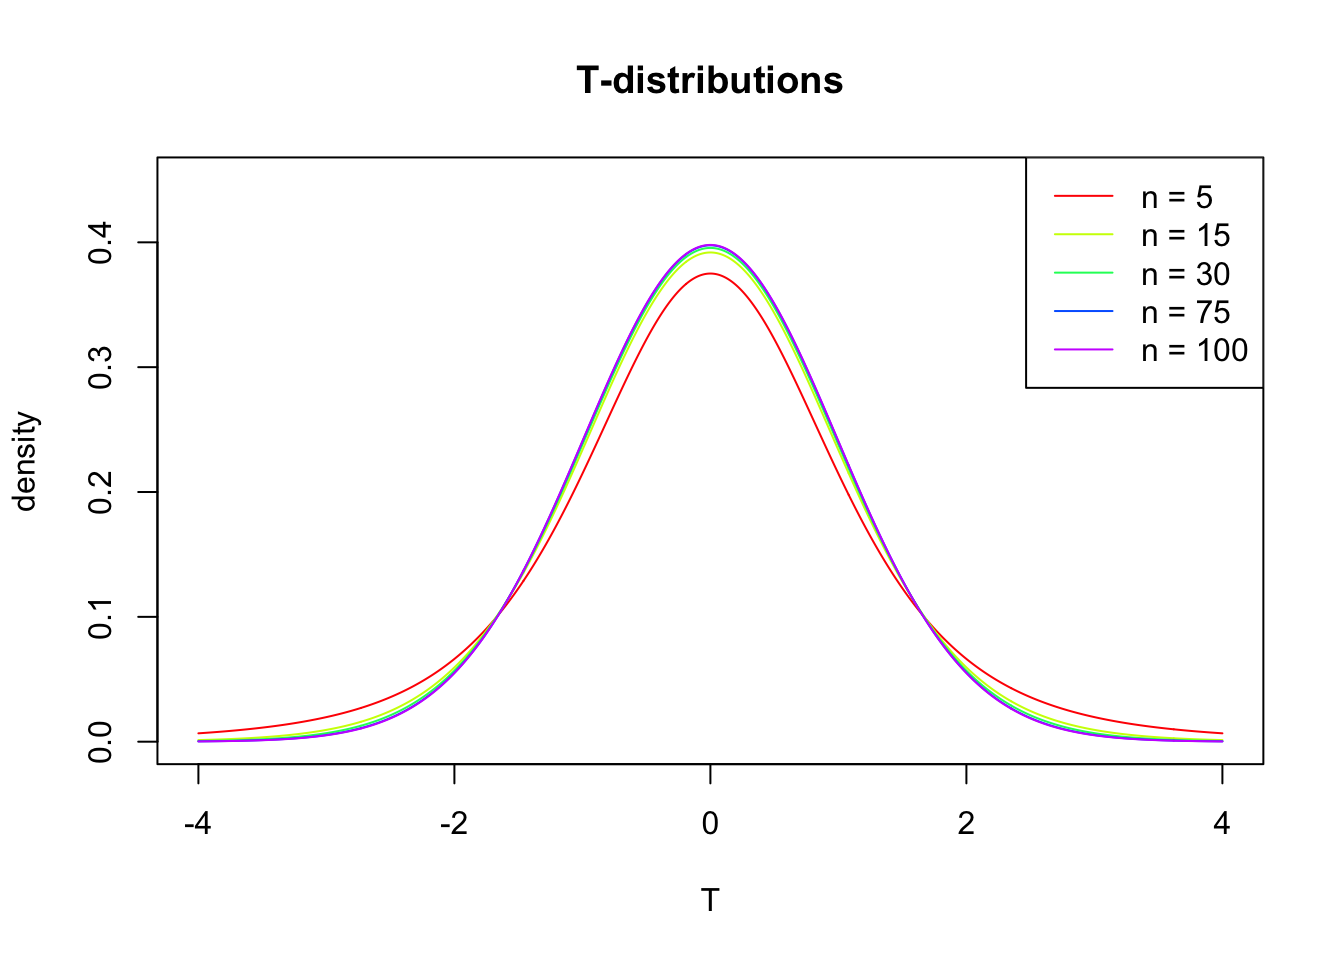 T-distributions
n = 5
n = 15
n = 30
n = 75
n = 100
density
0.4
0.3
0.2
0.1
0.0
-4 -2 0 2 4
T